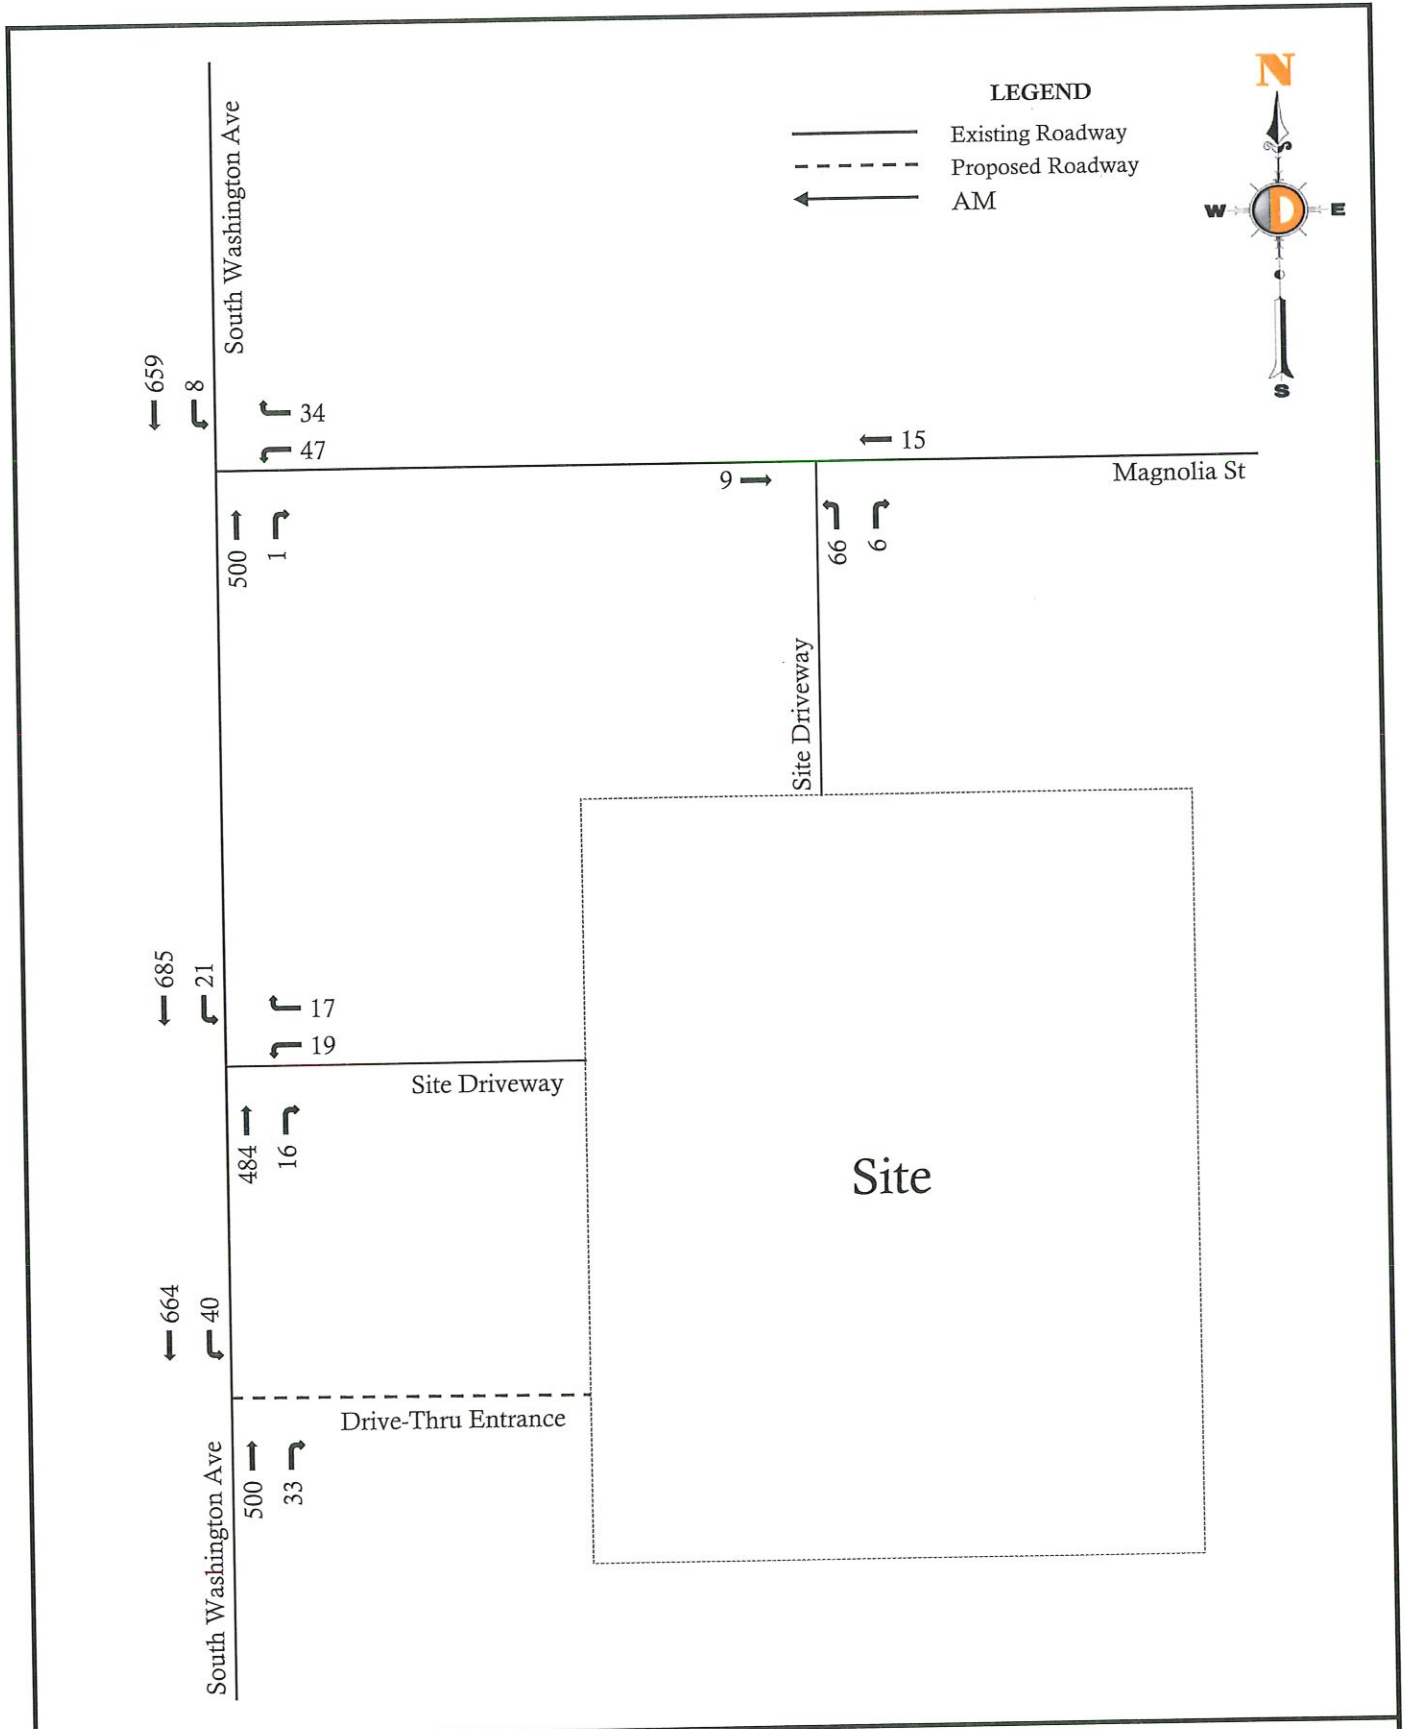 N
LEGEND
Existing Roadway
Proposed Roadway
AM
W
D
E
S
South Washington Ave
659
8
34
47
15
Magnolia St
9
500
1
66
6
Site Driveway
685
21
17
19
Site Driveway
484
16
Site
664
40
Drive-Thru Entrance
500
33
South Washington Ave